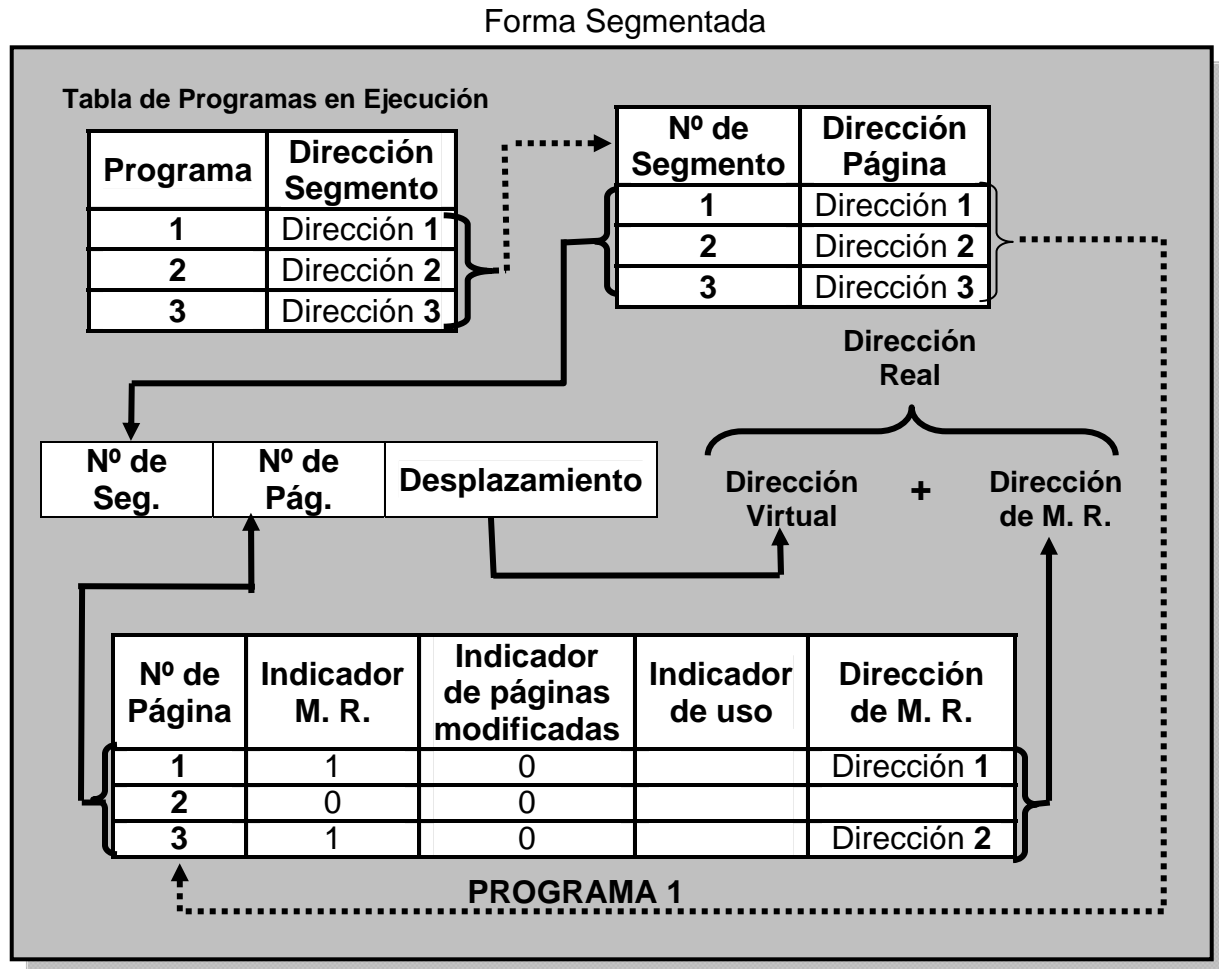 Forma Segmentada
Tabla de Programas en Ejecución
Programa
Dirección
Segmento
1
Dirección 1
2
Dirección 2
3
Dirección 3
Nº de
Segmento
Dirección
Página
1
Dirección 1
2
Dirección 2
3
Dirección 3
Dirección
Real
Nº de
Seg.
Nº de
Pág.
Desplazamiento
Dirección
Virtual
+
Dirección
de M. R.
Nº de
Página
Indicador
M. R.
Indicador
de páginas
modificadas
Indicador
de uso
Dirección
de M. R.
1
1
0
Dirección 1
2
0
0
3
1
0
Dirección 2
PROGRAMA 1